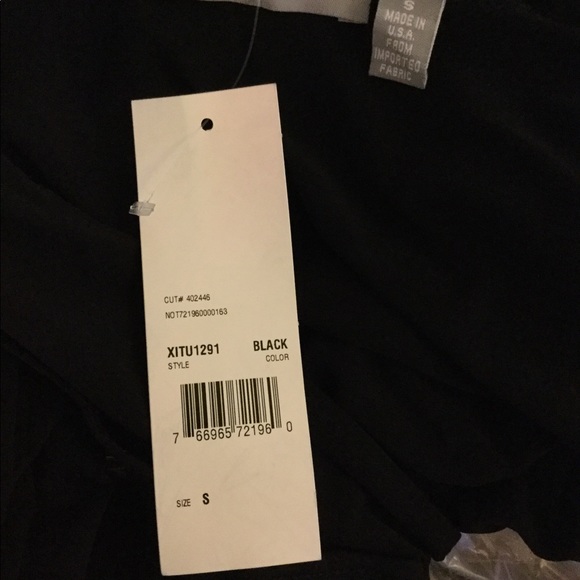 S
MADE IN
U.S.A.
FROM
IMPORTED
FABRIC
CUT# 402446
NOT721960000163
XITU1291 BLACK
STYLE COLOR
7 66965 72196 0
SIZE S